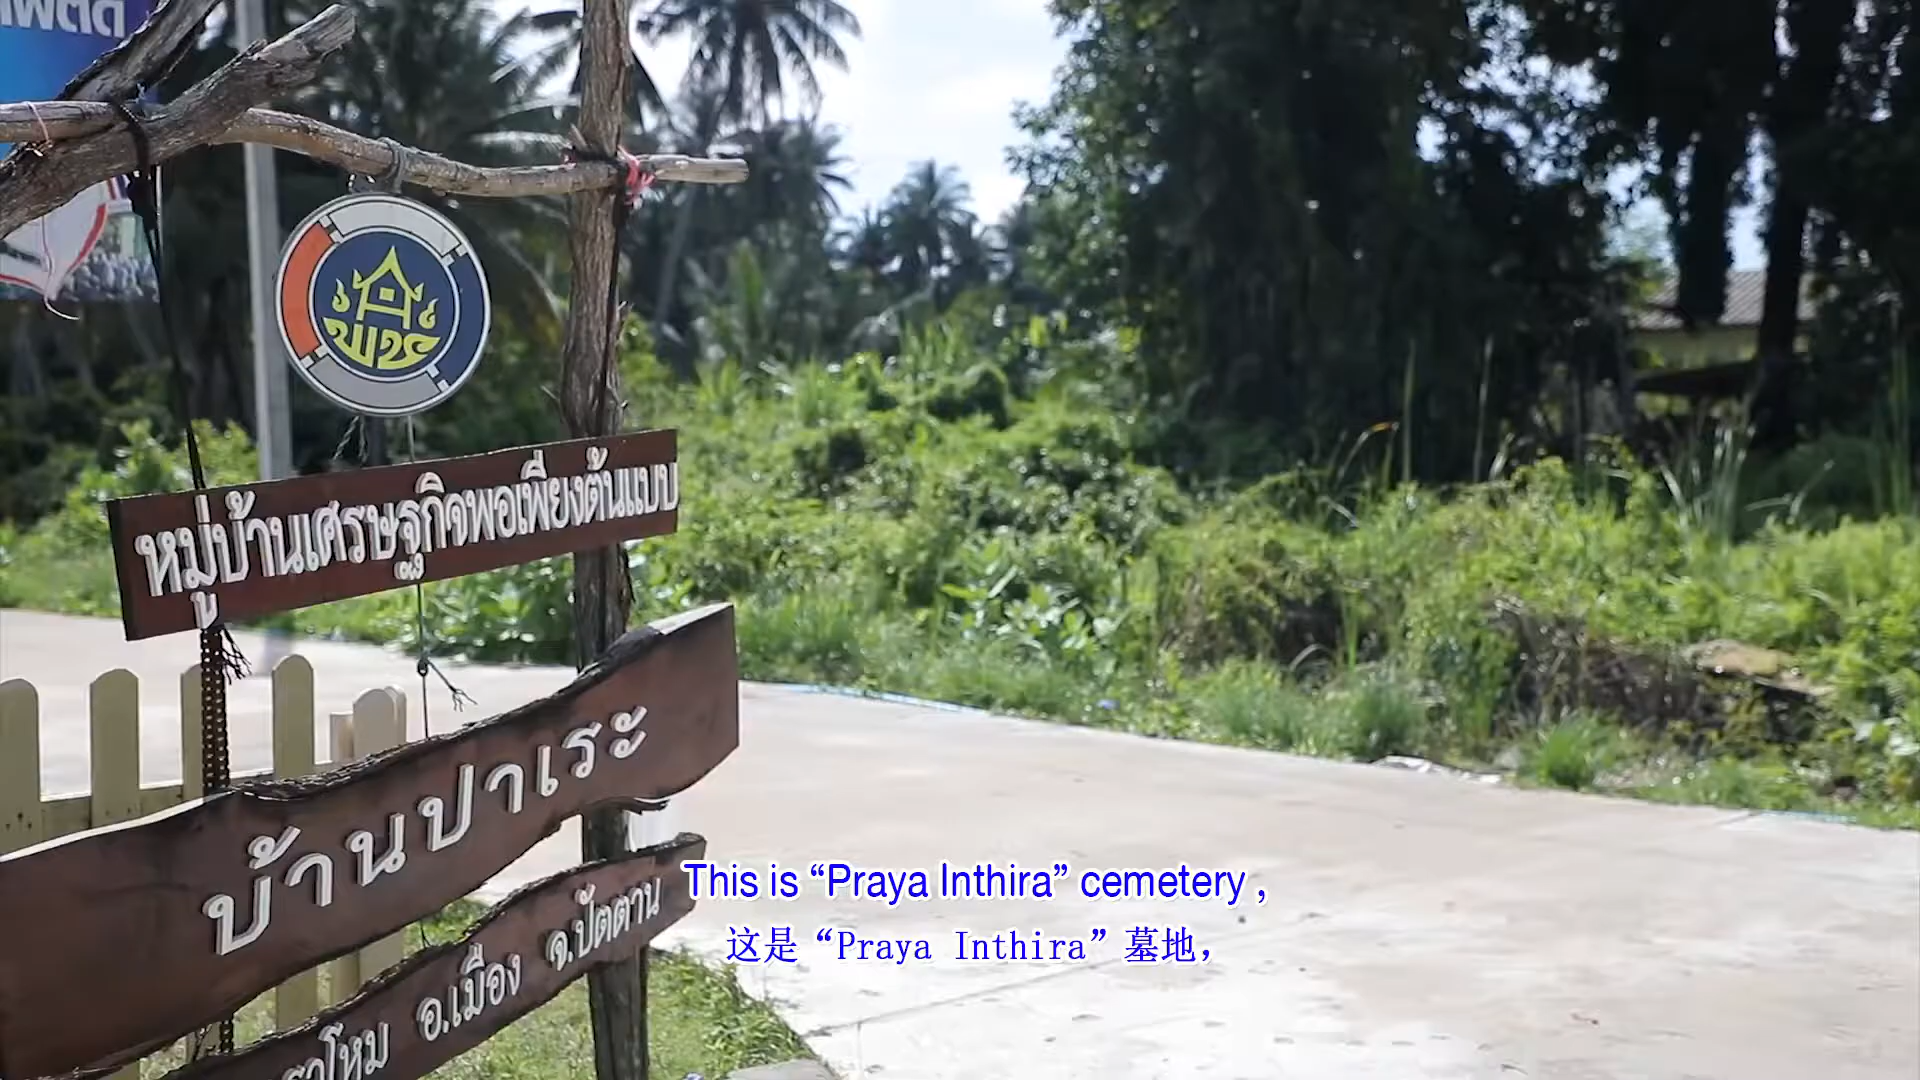 พช
หมู่บ้านเศรษฐกิจพอเพียงต้นแบบ
บ้านปาเระ
อ.เมือง จ.ปัตตานี
This is “Praya Inthira” cemetery ,
这是“Praya Inthira”墓地,